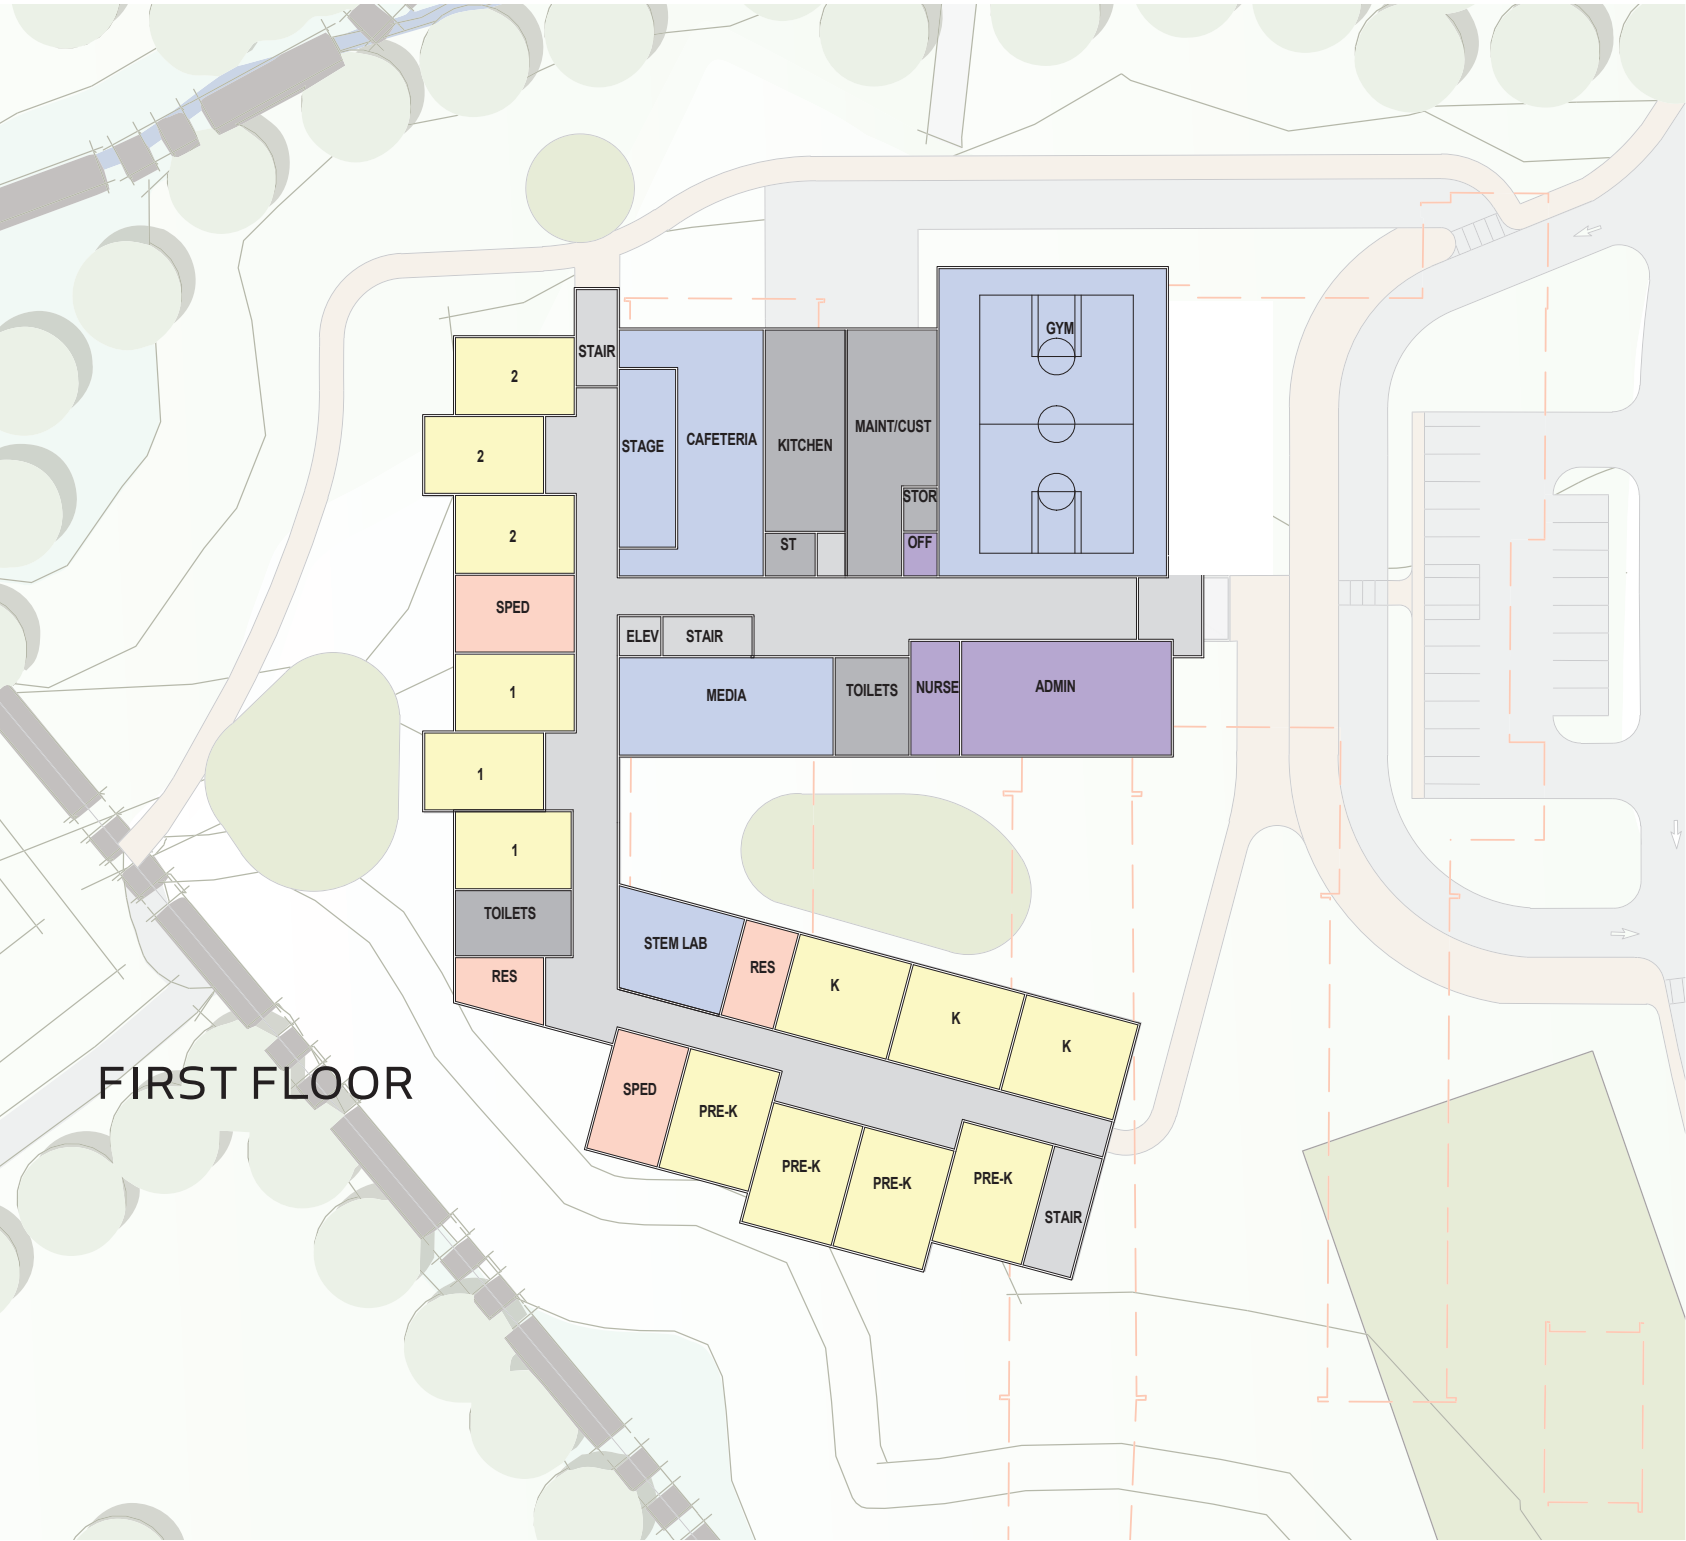 GYM
STAIR
2
MAINT/CUST
CAFETERIA
STAGE
KITCHEN
2
STOR
2
ST
OFF
SPED
ELEV
STAIR
1
MEDIA
TOILETS
NURSE
ADMIN
1
1
TOILETS
STEM LAB
RES
RES
K
K
K
FIRST FLOOR
SPED
PRE-K
PRE-K
PRE-K
PRE-K
STAIR